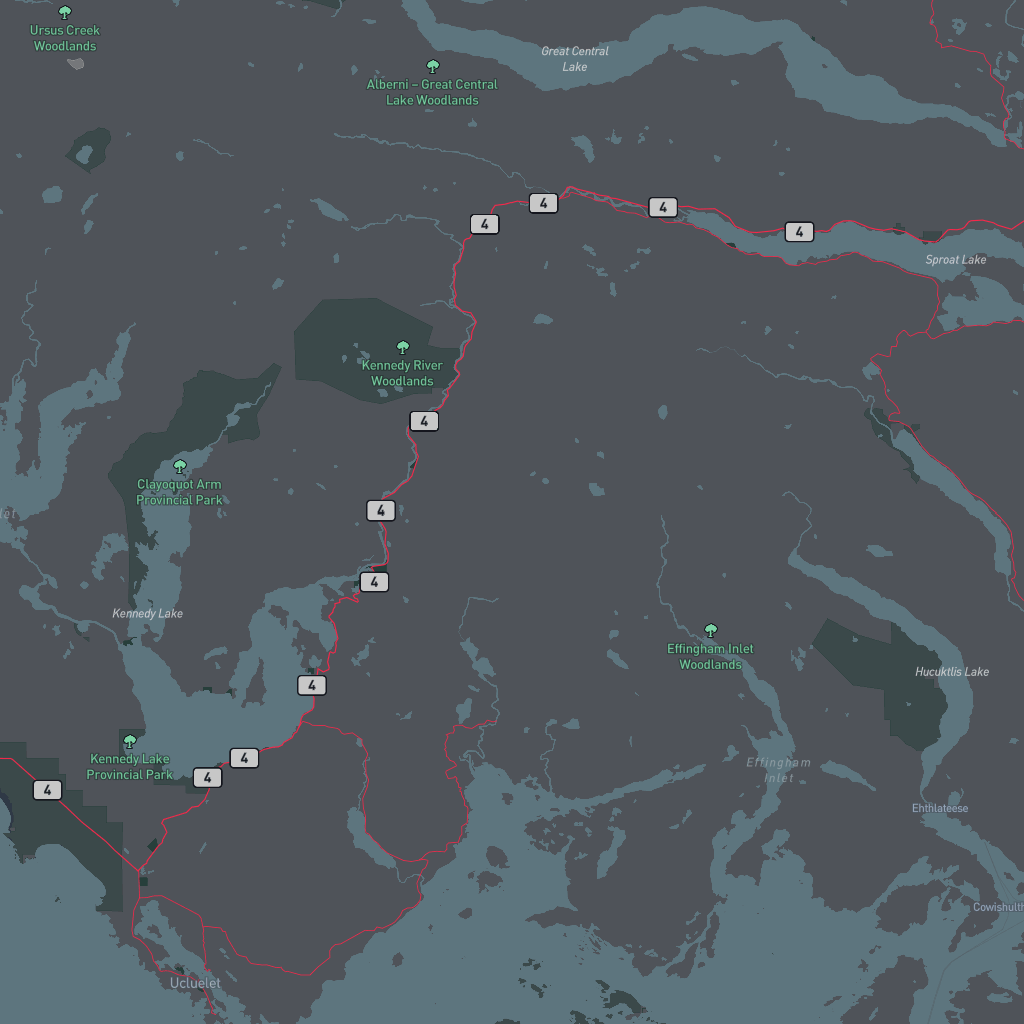 Ursus Creek
Woodlands
Great Central
Lake
Alberni – Great Central
Lake Woodlands
4
4
4
4
Sproat Lake
Kennedy River
Woodlands
4
Clayoquot Arm
Provincial Park
4
4
Kennedy Lake
Effingham Inlet
Woodlands
Hucuktlis Lake
4
Kennedy Lake
Provincial Park
4
4
4
Effingham
Inlet
Ehthlateese
Ucluelet